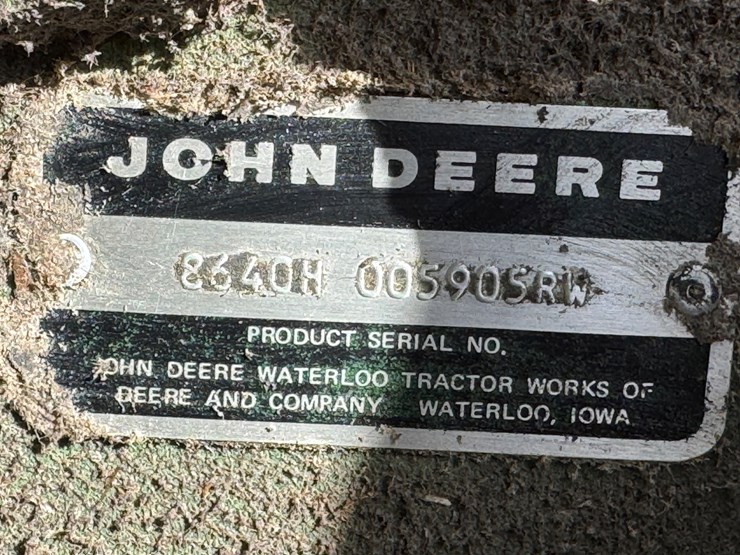 JOHN DEERE
8640H 005905RW
PRODUCT SERIAL NO.
JOHN DEERE WATERLOO TRACTOR WORKS OF
DEERE AND COMPANY WATERLOO, IOWA